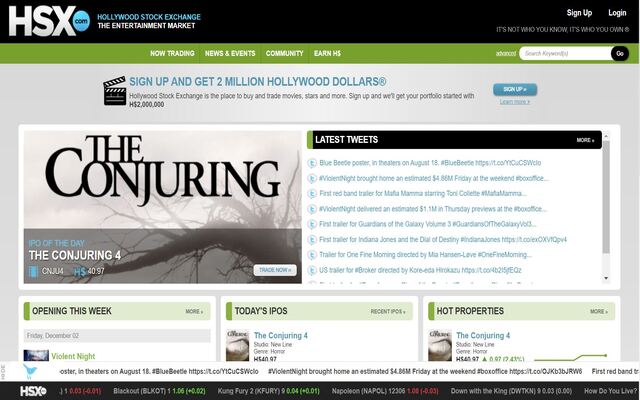 HSX.com
HOLLYWOOD STOCK EXCHANGE
THE ENTERTAINMENT MARKET
Sign Up Login
IT'S NOT WHO YOU KNOW, IT'S WHO YOU OWN ®
NOW TRADING NEWS & EVENTS COMMUNITY EARN H$
advanced Search Keyword(s) Go
SIGN UP AND GET 2 MILLION HOLLYWOOD DOLLARS®
Hollywood Stock Exchange is the place to buy and trade movies, stars and more. Sign up and we'll get your portfolio started with
H$2,000,000
SIGN UP »
Learn more »
THE
CONJURING
IPO OF THE DAY
THE CONJURING 4
CNJU4 H$ 40.97
TRADE NOW »
LATEST TWEETS MORE »
Blue Beetle poster, in theaters on August 18. #BlueBeetle https://t.co/YtCuCSWclo
#ViolentNight brought home an estimated $4.86M Friday at the weekend #boxoffice...
First red band trailer for Mafia Mamma starring Toni Collette #MafiaMamma...
#ViolentNight delivered an estimated $1.1M in Thursday previews at the #boxoffice...
First trailer for Guardians of the Galaxy Volume 3 #GuardiansOfTheGalaxyVol3...
First trailer for Indiana Jones and the Dial of Destiny #IndianaJones https://t.co/exOXVfQpv4
Trailer for One Fine Morning directed by Mia Hansen-Løve #OneFineMorning...
US trailer for #Broker directed by Kore-eda Hirokazu https://t.co/4b2I5jfEQz
OPENING THIS WEEK MORE »
Friday, December 02
Violent Night
TODAY'S IPOS RECENT IPOS »
The Conjuring 4
Studio: New Line
Genre: Horror
H$40.97
HOT PROPERTIES MORE »
The Conjuring 4
Studio: New Line
Genre: Horror
H$40.97 0.97 (2.43%)
HIDE
oster, in theaters on August 18. #BlueBeetle https://t.co/YtCuCSWclo #ViolentNight brought home an estimated $4.86M Friday at the weekend #boxoffice https://t.co/OJKb3bJRW6 First red band
HSX.com .) 1 0.03 (-0.01) Blackout (BLKOT) 1 1.06 (+0.02) Kung Fury 2 (KFURY) 9 0.04 (+0.01) Napoleon (NAPOL) 12306 1.08 (-0.03) Down with the King (DWTKN) 9 0.03 (0.00) How Do You Live?